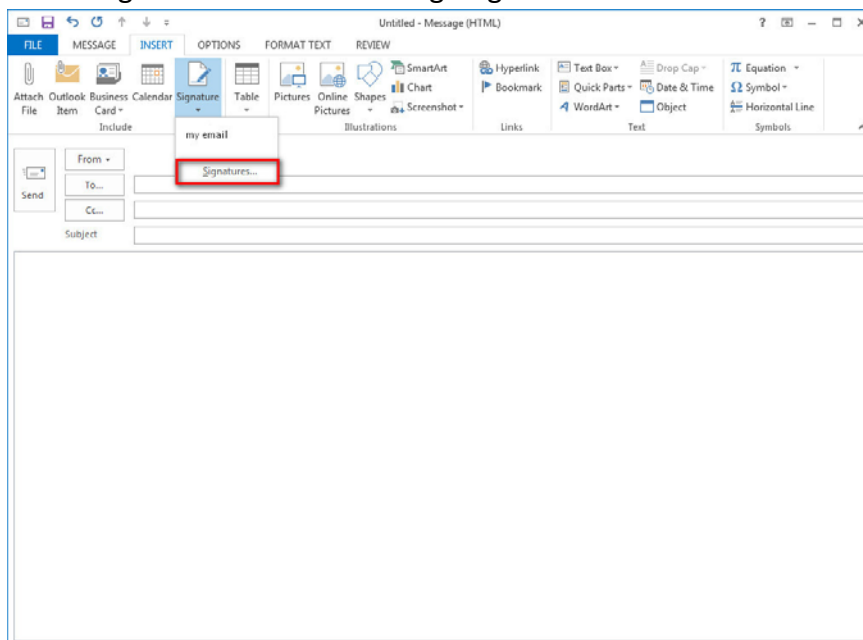 Untitled - Message (HTML)
FILE MESSAGE INSERT OPTIONS FORMAT TEXT REVIEW
Attach File
Outlook Item
Business Card
Calendar
Signature
Table
Pictures
Online Pictures
Shapes
SmartArt
Chart
Screenshot
Hyperlink
Bookmark
Text Box
Quick Parts
WordArt
Drop Cap
Date & Time
Object
π Equation
Ω Symbol
Horizontal Line
Include Illustrations Links Text Symbols
my email
Signatures...
From
To...
Send
Cc...
Subject